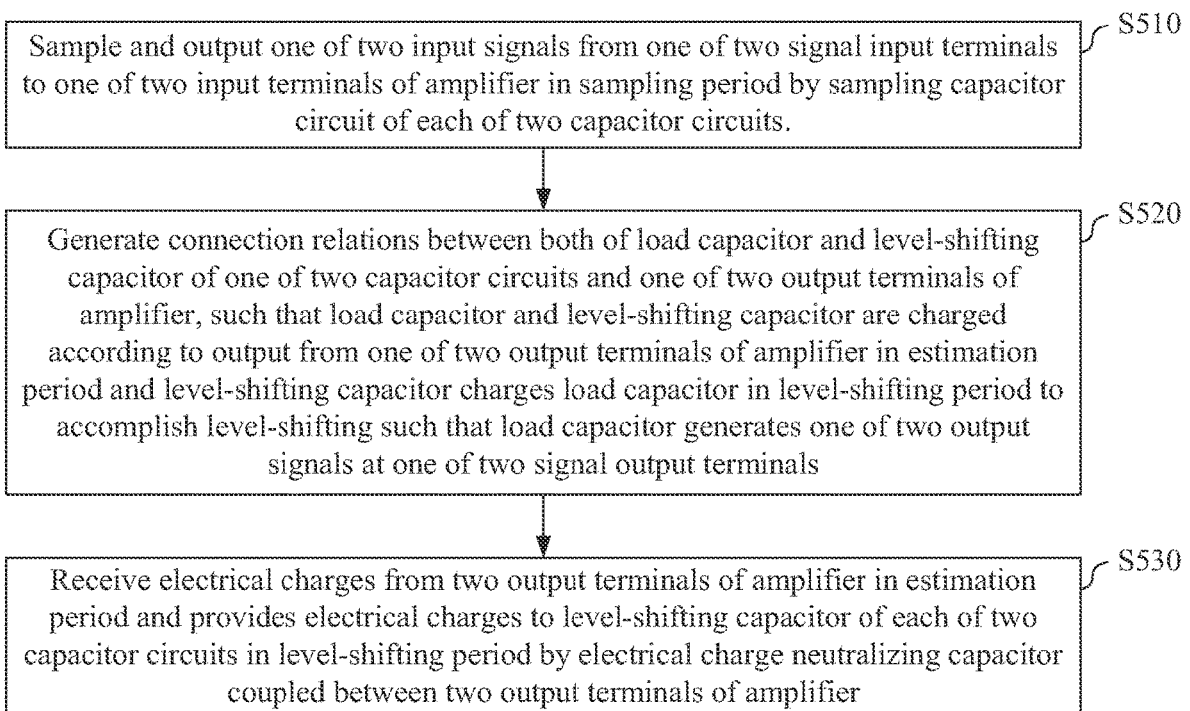 S510
Sample and output one of two input signals from one of two signal input terminals
to one of two input terminals of amplifier in sampling period by sampling capacitor
circuit of each of two capacitor circuits.
S520
Generate connection relations between both of load capacitor and level-shifting
capacitor of one of two capacitor circuits and one of two output terminals of
amplifier, such that load capacitor and level-shifting capacitor are charged
according to output from one of two output terminals of amplifier in estimation
period and level-shifting capacitor charges load capacitor in level-shifting period to
accomplish level-shifting such that load capacitor generates one of two output
signals at one of two signal output terminals
S530
Receive electrical charges from two output terminals of amplifier in estimation
period and provides electrical charges to level-shifting capacitor of each of two
capacitor circuits in level-shifting period by electrical charge neutralizing capacitor
coupled between two output terminals of amplifier